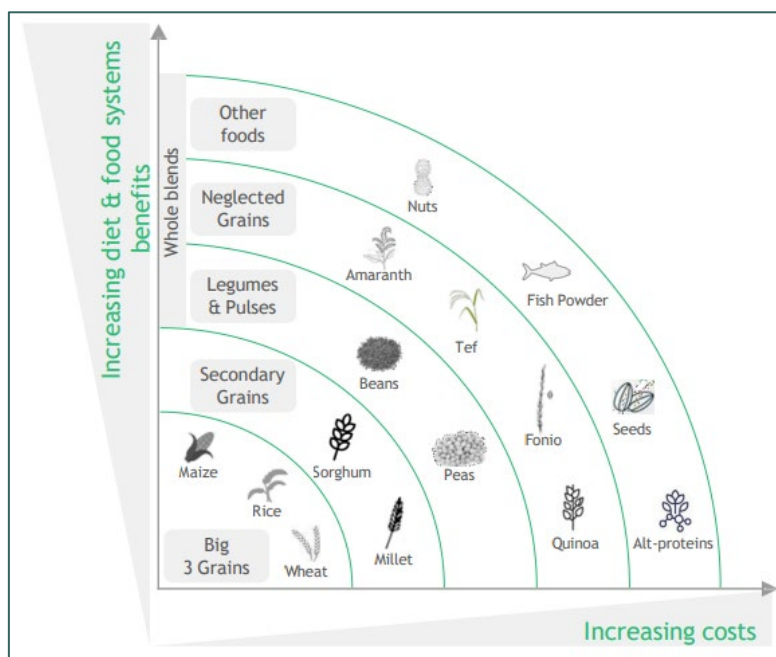 Increasing diet & food systems
benefits
Whole blends
Other
foods
Nuts
Neglected
Grains
Amaranth
Fish Powder
Legumes
& Pulses
Tef
Beans
Secondary
Grains
Fonio
Seeds
Maize
Sorghum
Peas
Rice
Big
3 Grains
Wheat
Millet
Quinoa
Alt-proteins
Increasing costs